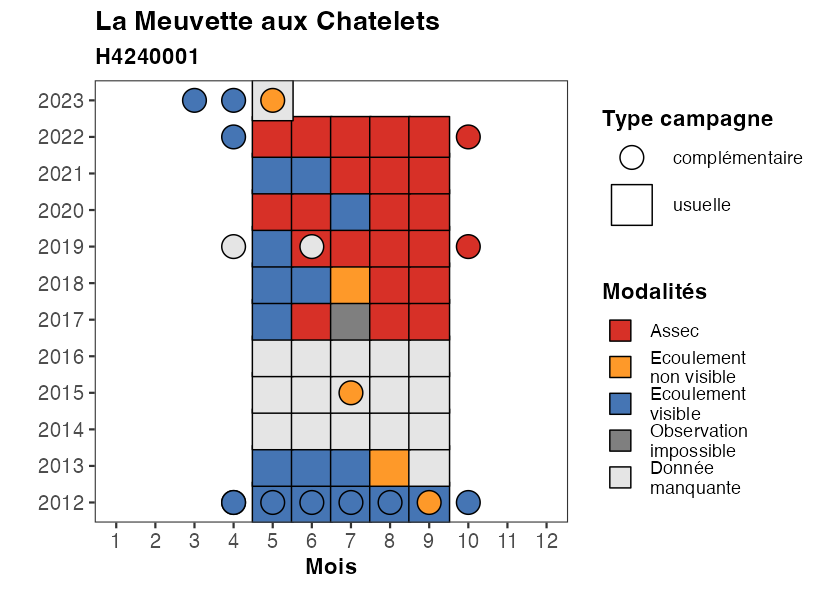 La Meuvette aux Chatelets
H4240001
2023
2022
2021
2020
2019
2018
2017
2016
2015
2014
2013
2012
1 2 3 4 5 6 7 8 9 10 11 12
Mois
Type campagne
complémentaire
usuelle
Modalités
Assec
Ecoulement
non visible
Ecoulement
visible
Observation
impossible
Donnée
manquante